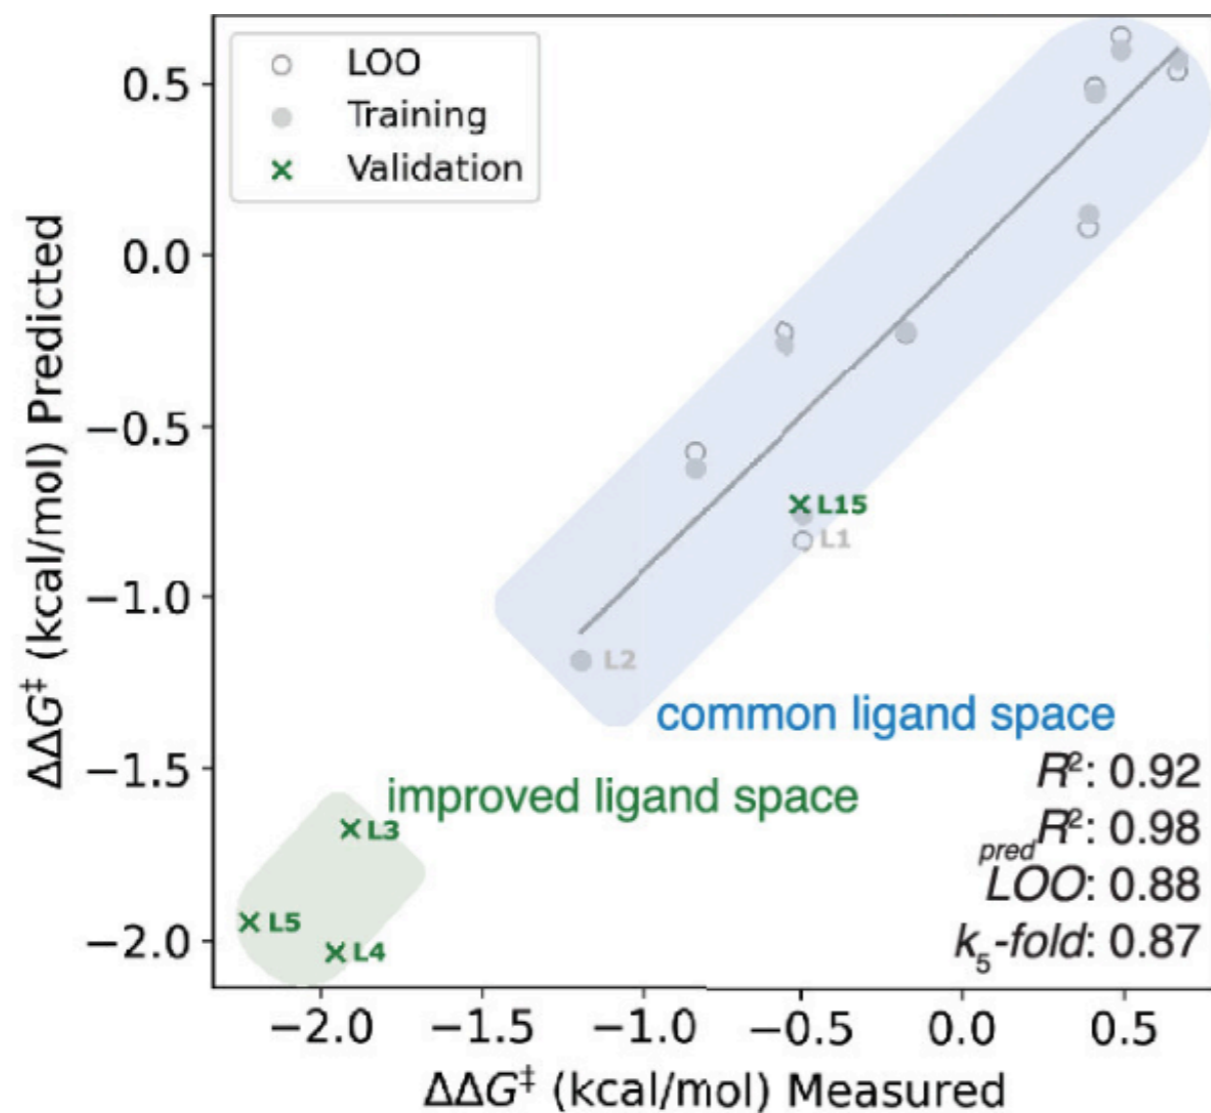 LOO
Training
Validation
0.5
0.0
−0.5
−1.0
−1.5
−2.0
ΔΔG‡ (kcal/mol) Predicted
L15
L1
L2
common ligand space
improved ligand space
L3
L5
L4
R²: 0.92
pred R²: 0.98
LOO: 0.88
k₅-fold: 0.87
−2.0 −1.5 −1.0 −0.5 0.0 0.5
ΔΔG‡ (kcal/mol) Measured